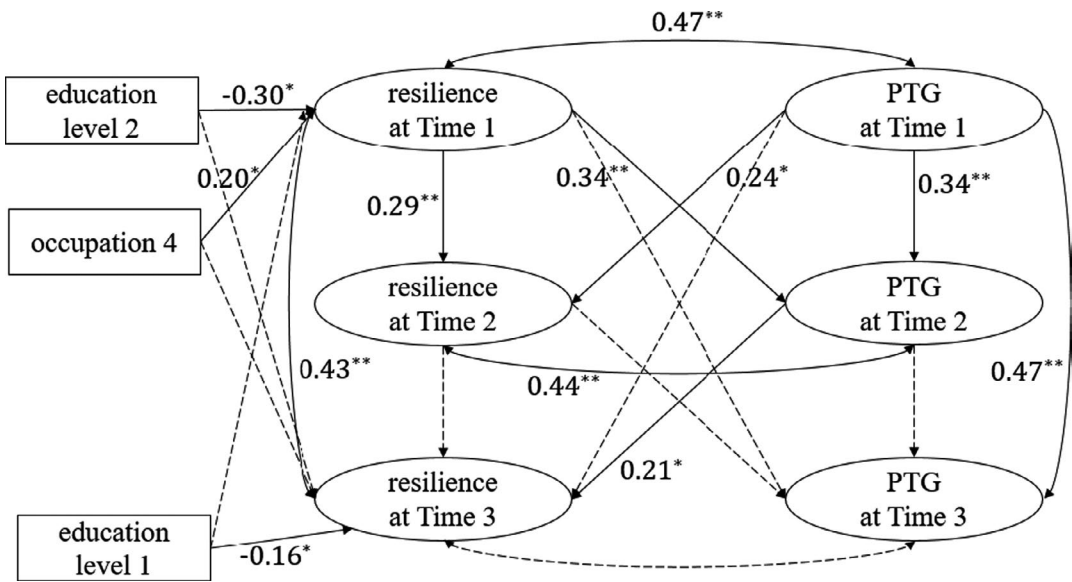 0.47**
education
level 2
-0.30*
resilience
at Time 1
PTG
at Time 1
0.20*
0.34**
0.24*
0.34**
0.29**
occupation 4
resilience
at Time 2
PTG
at Time 2
0.43**
0.44**
0.47**
0.21*
resilience
at Time 3
PTG
at Time 3
education
level 1
-0.16*